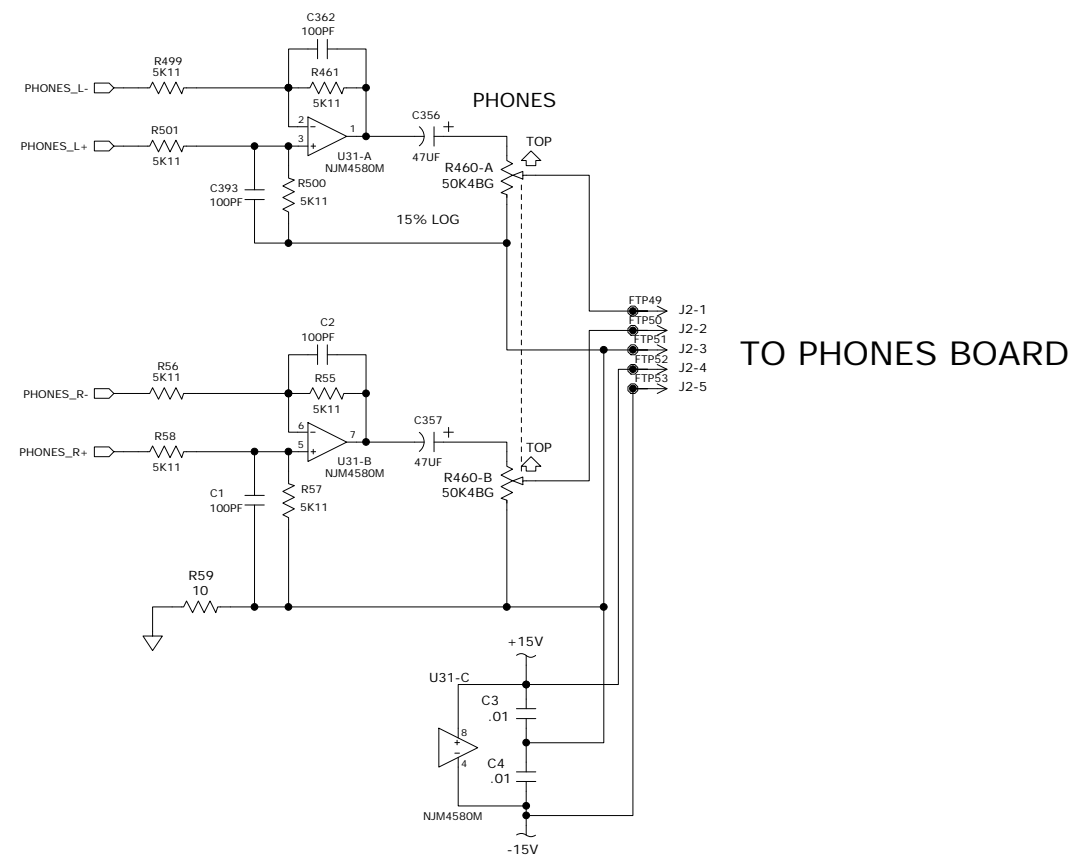 C362
100PF
R499
5K11
R461
5K11
PHONES_L-
PHONES
C356
+
47UF
2
-
3
+
1
U31-A
NJM4580M
R501
5K11
PHONES_L+
TOP
R460-A
50K4BG
C393
100PF
R500
5K11
15% LOG
FTP49
J2-1
FTP50
J2-2
FTP51
J2-3
FTP52
J2-4
FTP53
J2-5
TO PHONES BOARD
C2
100PF
R56
5K11
R55
5K11
PHONES_R-
C357
+
47UF
6
-
5
+
7
U31-B
NJM4580M
R58
5K11
PHONES_R+
TOP
R460-B
50K4BG
C1
100PF
R57
5K11
R59
10
+15V
U31-C
C3
.01
8
+
-
4
C4
.01
NJM4580M
-15V